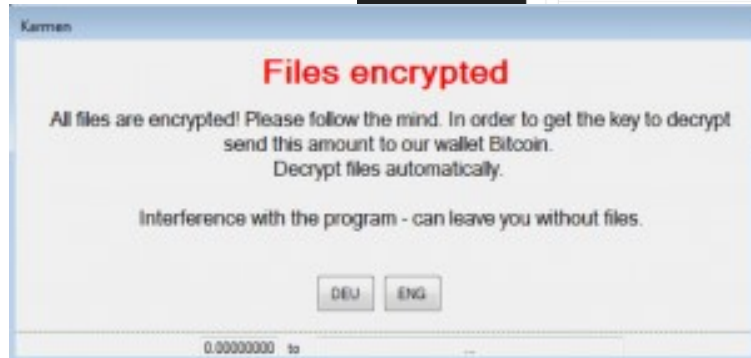 Karmen
Files encrypted
All files are encrypted! Please follow the mind. In order to get the key to decrypt
send this amount to our wallet Bitcoin.
Decrypt files automatically.
Interference with the program - can leave you without files.
DEU ENG
0.00000000 to ...